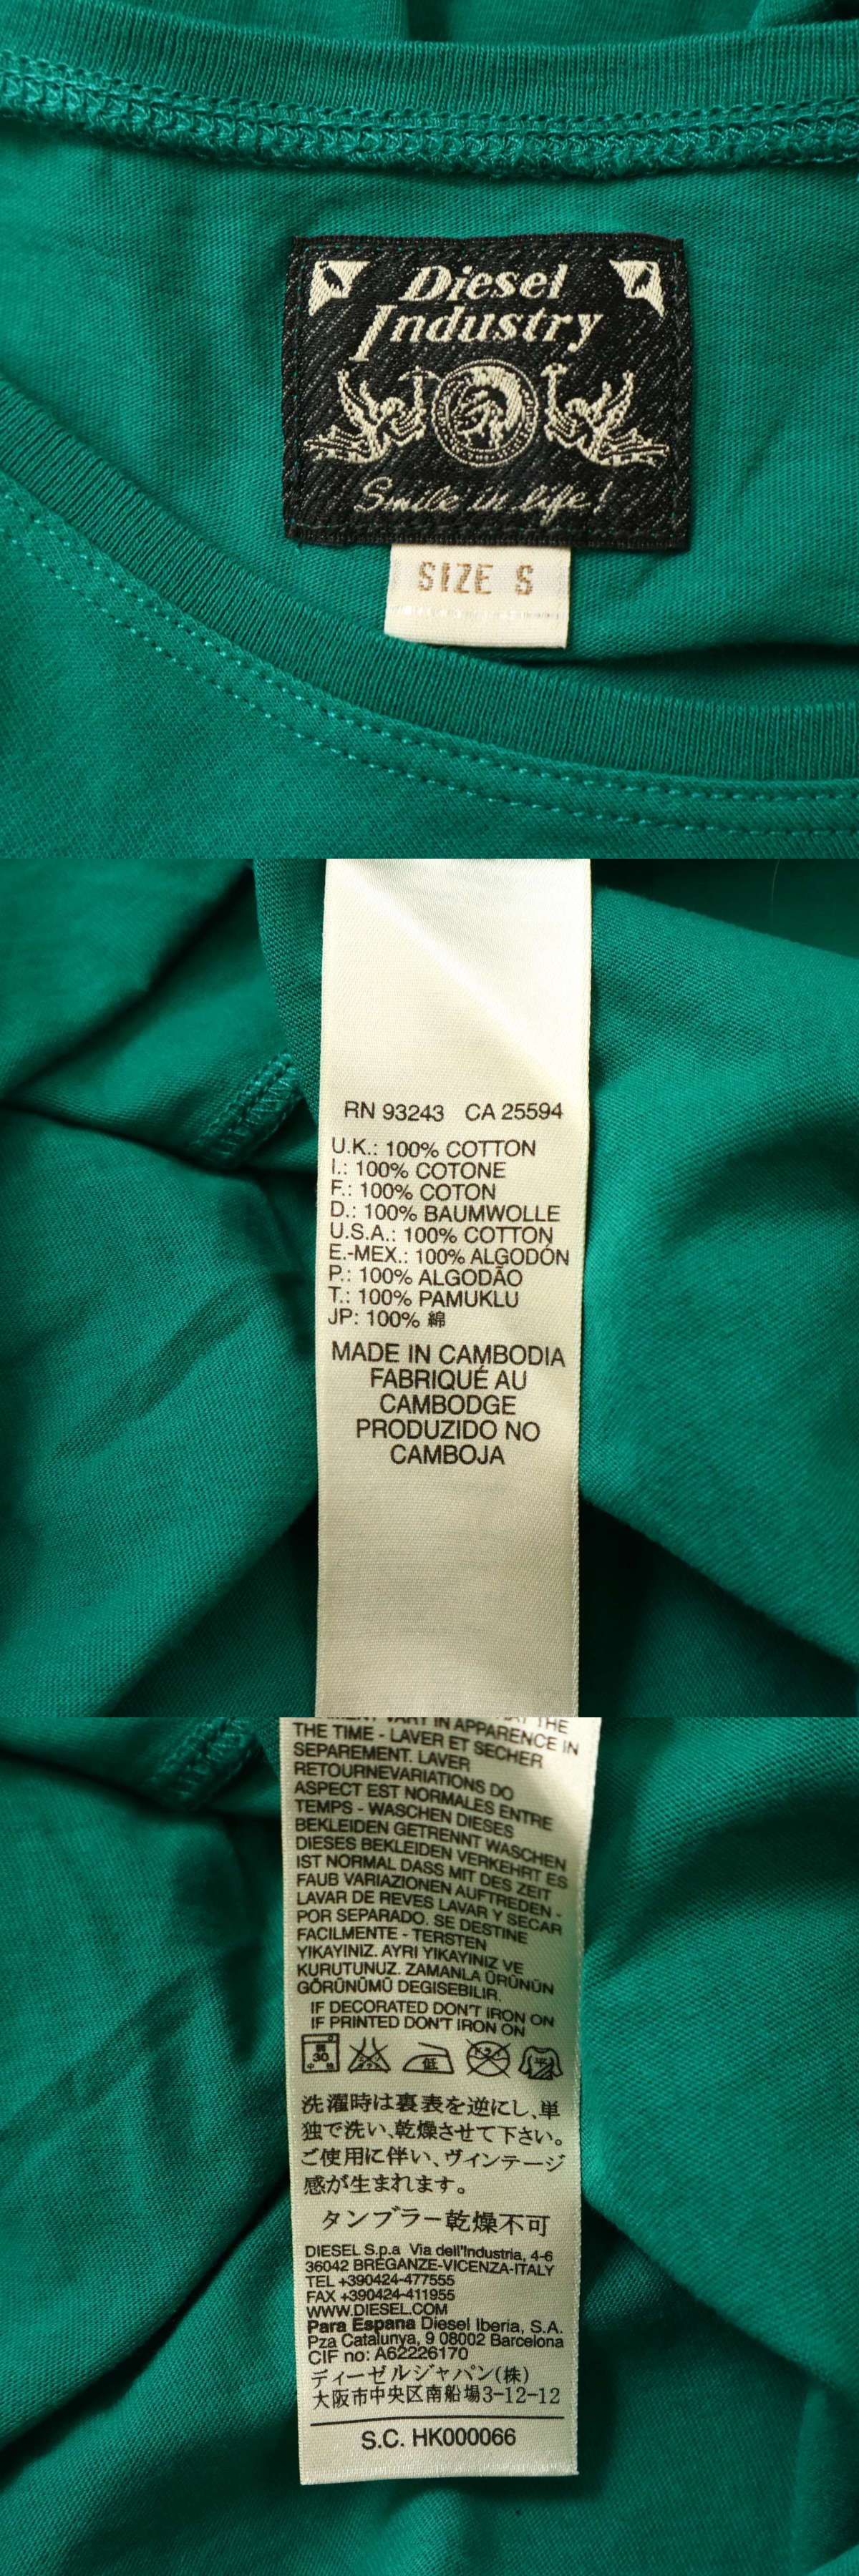 Diesel
Industry
Smile in life!
SIZE S
RN 93243 CA 25594
U.K.: 100% COTTON
I.: 100% COTONE
F.: 100% COTON
D.: 100% BAUMWOLLE
U.S.A.: 100% COTTON
E.-MEX.: 100% ALGODÓN
P.: 100% ALGODÃO
T.: 100% PAMUKLU
JP: 100% 綿
MADE IN CAMBODIA
FABRIQUÉ AU
CAMBODGE
PRODUZIDO NO
CAMBOJA
VARY IN APPARENCE IN
THE TIME - LAVER ET SECHER
SEPAREMENT. LAVER
RETOURNEVARIATIONS DO
ASPECT EST NORMALES ENTRE
TEMPS - WASCHEN DIESES
BEKLEIDEN GETRENNT WASCHEN
DIESES BEKLEIDEN VERKEHRT ES
IST NORMAL DASS MIT DES ZEIT
FAUB VARIAZIONEN AUFTREDEN -
LAVAR DE REVES LAVAR Y SECAR
POR SEPARADO. SE DESTINE
FACILMENTE - TERSTEN
YIKAYINIZ. AYRI YIKAYINIZ VE
KURUTUNUZ. ZAMANLA ÜRÜNÜN
GÖRÜNÜMÜ DEGISEBILIR.
IF DECORATED DON'T IRON ON
IF PRINTED DON'T IRON ON
30 低
洗濯時は裏表を逆にし、単
独で洗い、乾燥させて下さい。
ご使用に伴い、ヴィンテージ
感が生まれます。
タンブラー乾燥不可
DIESEL S.p.a Via dell'Industria, 4-6
36042 BREGANZE-VICENZA-ITALY
TEL +390424-477555
FAX +390424-411955
WWW.DIESEL.COM
Para Espana Diesel Iberia, S.A.
Pza Catalunya, 9 08002 Barcelona
CIF no: A62226170
ディーゼルジャパン(株)
大阪市中央区南船場3-12-12
S.C. HK000066